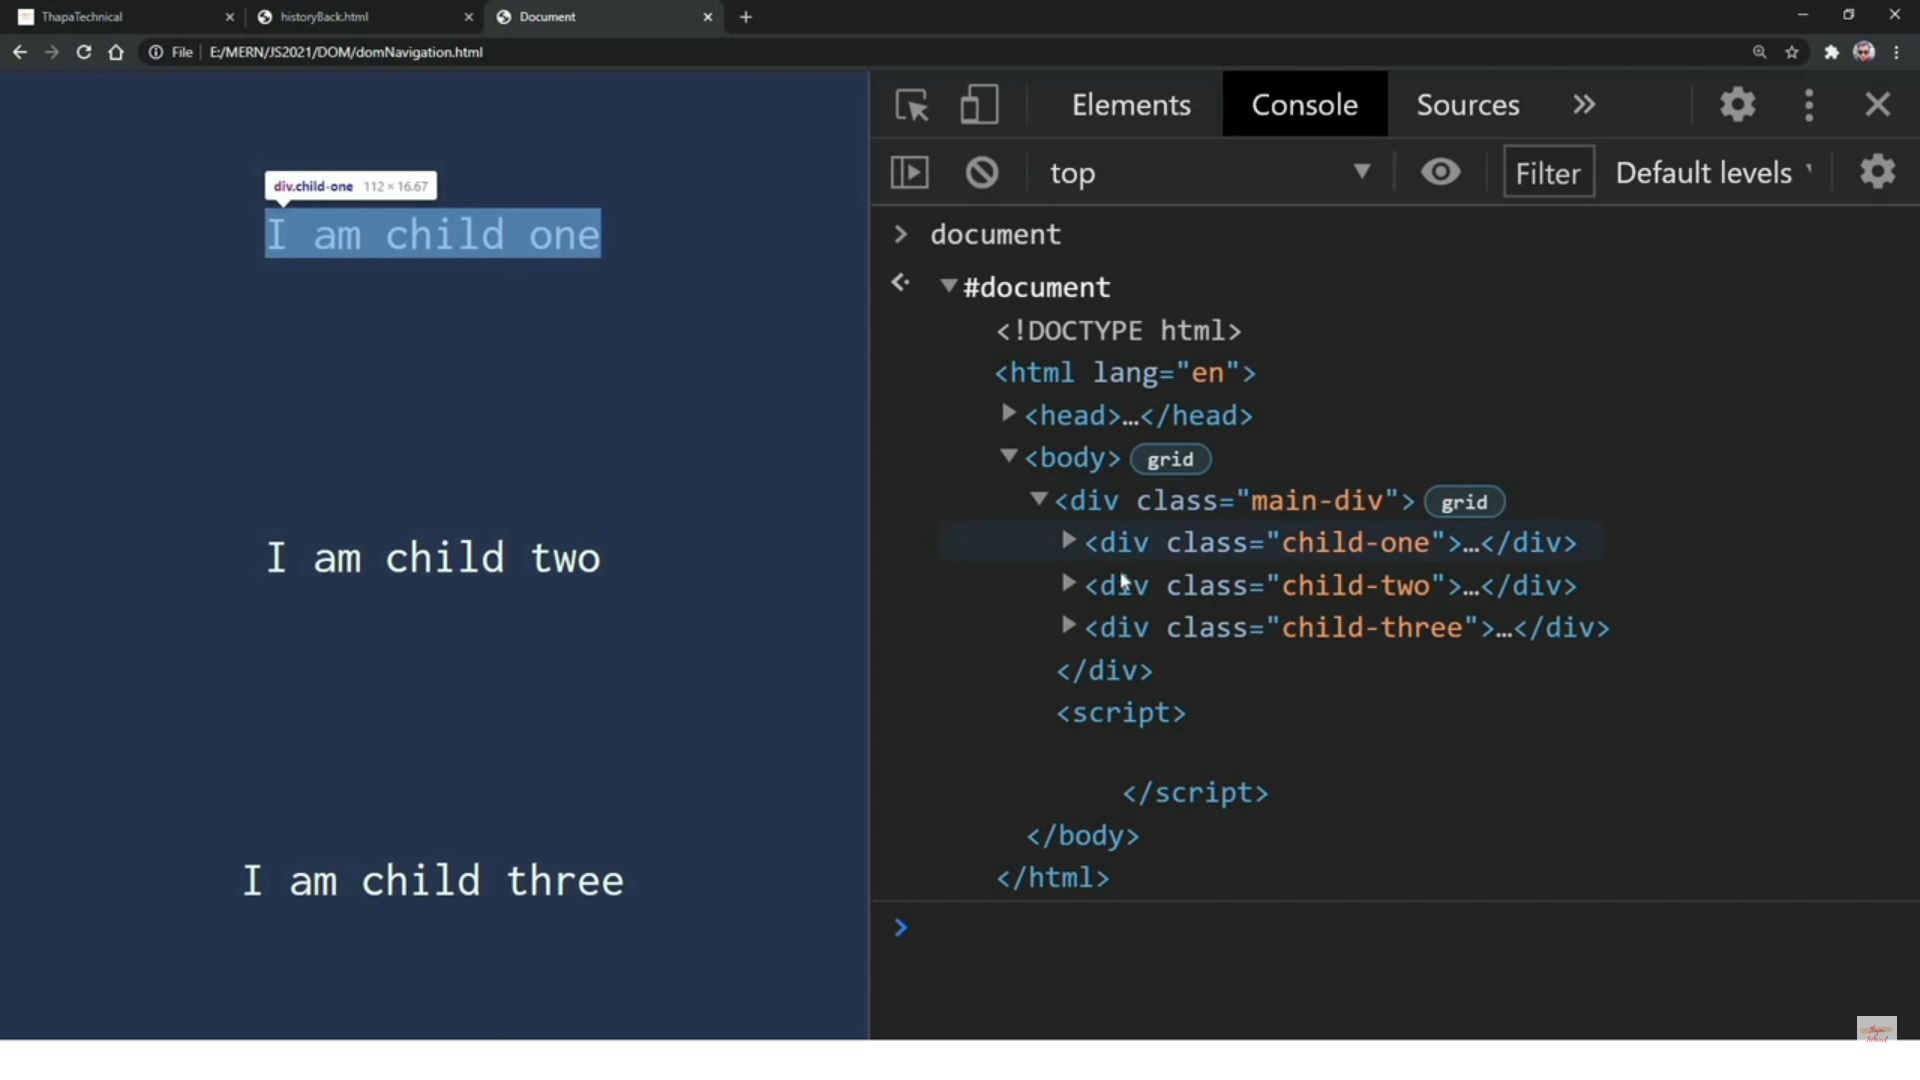 ThapaTechnical
historyBack.html
Document
File
E:/MERN/JS2021/DOM/domNavigation.html
div.child-one 112 × 16.67
I am child one
I am child two
I am child three
Elements
Console
Sources
top
Filter
Default levels
document
#document
<!DOCTYPE html>
<html lang="en">
<head>…</head>
<body> grid
<div class="main-div"> grid
<div class="child-one">…</div>
<div class="child-two">…</div>
<div class="child-three">…</div>
</div>
<script>
</script>
</body>
</html>